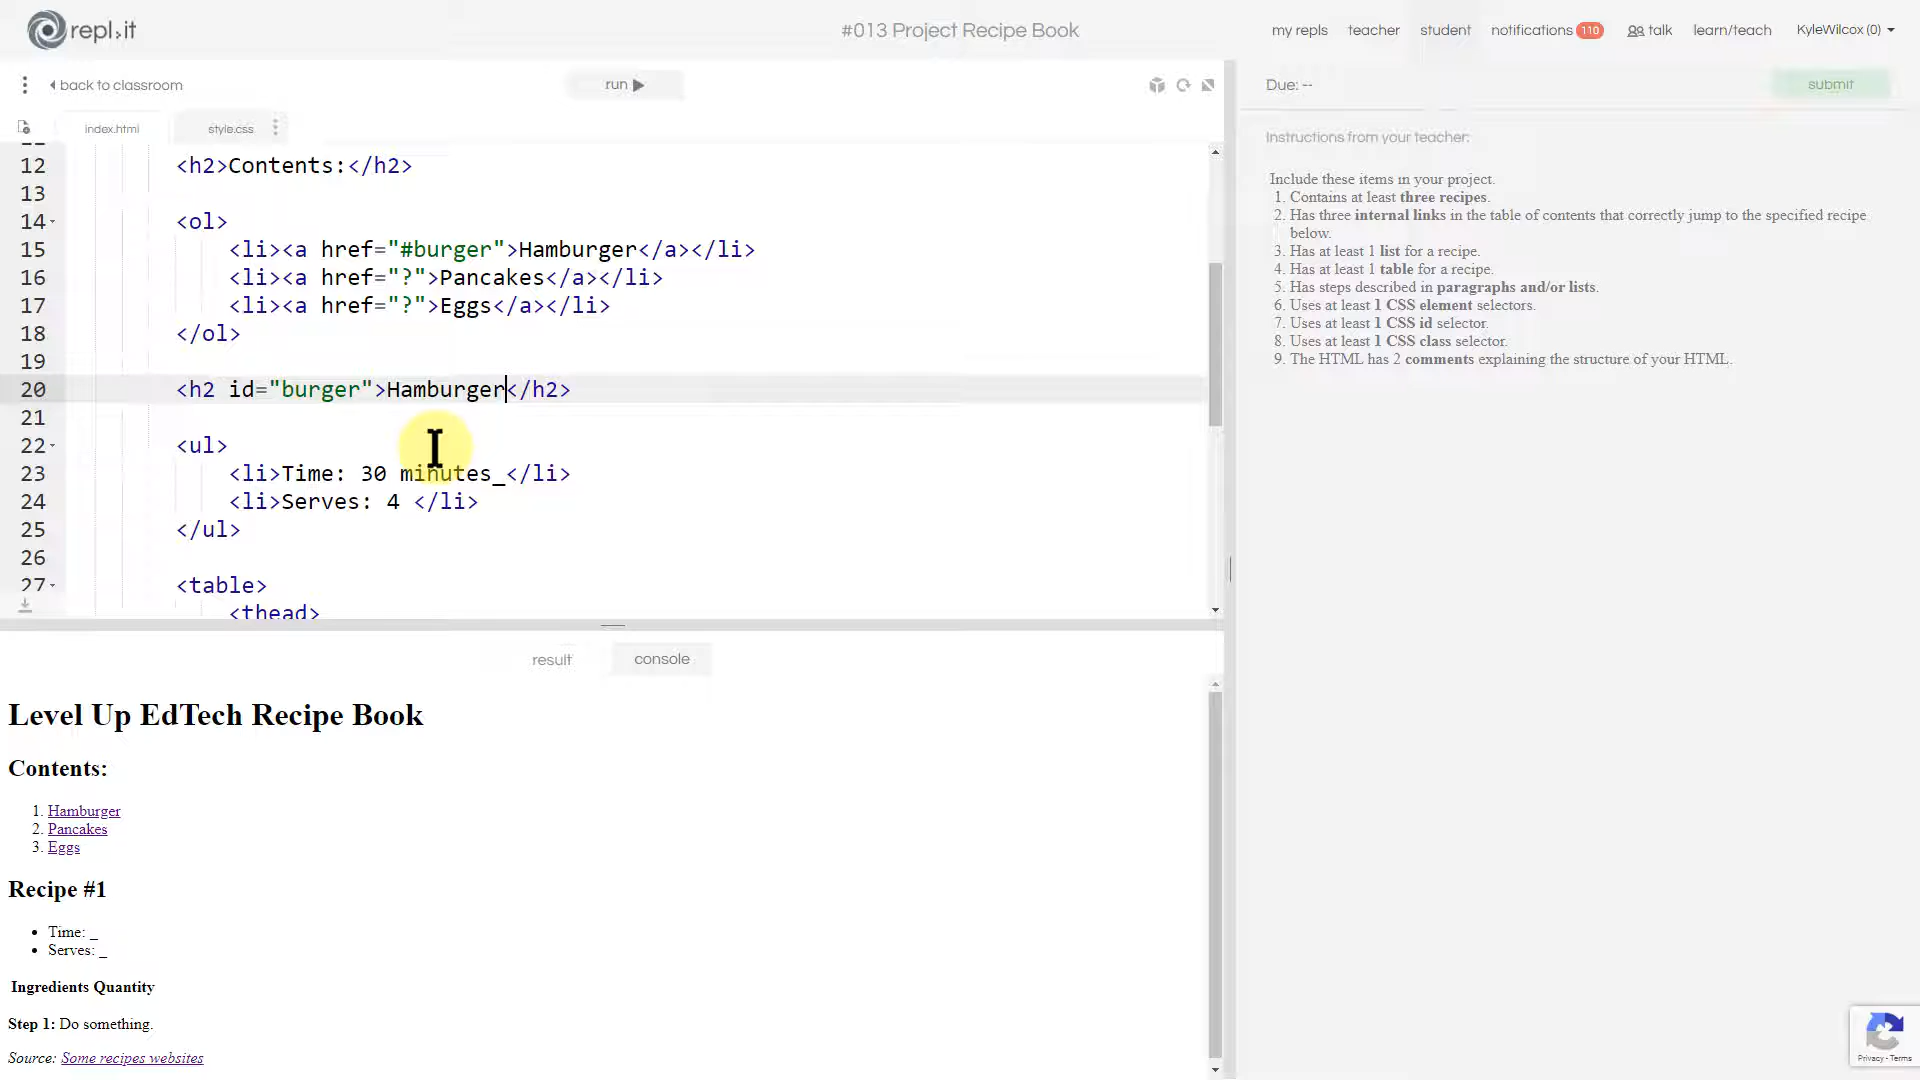 repl.it
#013 Project Recipe Book
my repls teacher student notifications 110 talk learn/teach KyleWilcox (0)
back to classroom
run
Due: --
submit
index.html
style.css
Instructions from your teacher:
12 <h2>Contents:</h2>
13
14 <ol>
15 <li><a href="#burger">Hamburger</a></li>
16 <li><a href="?">Pancakes</a></li>
17 <li><a href="?">Eggs</a></li>
18 </ol>
19
20 <h2 id="burger">Hamburger</h2>
21
22 <ul>
23 <li>Time: 30 minutes_</li>
24 <li>Serves: 4 </li>
25 </ul>
26
27 <table>
<thead>
Include these items in your project.
1. Contains at least three recipes.
2. Has three internal links in the table of contents that correctly jump to the specified recipe
below.
3. Has at least 1 list for a recipe.
4. Has at least 1 table for a recipe.
5. Has steps described in paragraphs and/or lists.
6. Uses at least 1 CSS element selectors.
7. Uses at least 1 CSS id selector.
8. Uses at least 1 CSS class selector.
9. The HTML has 2 comments explaining the structure of your HTML.
result
console
Level Up EdTech Recipe Book
Contents:
1. Hamburger
2. Pancakes
3. Eggs
Recipe #1
• Time: _
• Serves: _
Ingredients Quantity
Step 1: Do something.
Source: Some recipes websites
Privacy - Terms